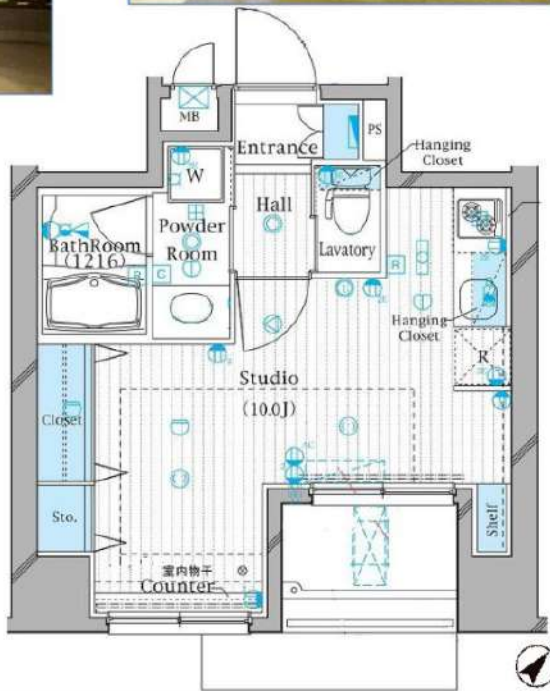 MB
PS
Entrance
Hanging
Closet
W
Hall
Powder
Room
Lavatory
BathRoom
(1216)
R C
R
Hanging
Closet
R
Studio
(10.0J)
Closet
Sto.
Shelf
室内物干
Counter